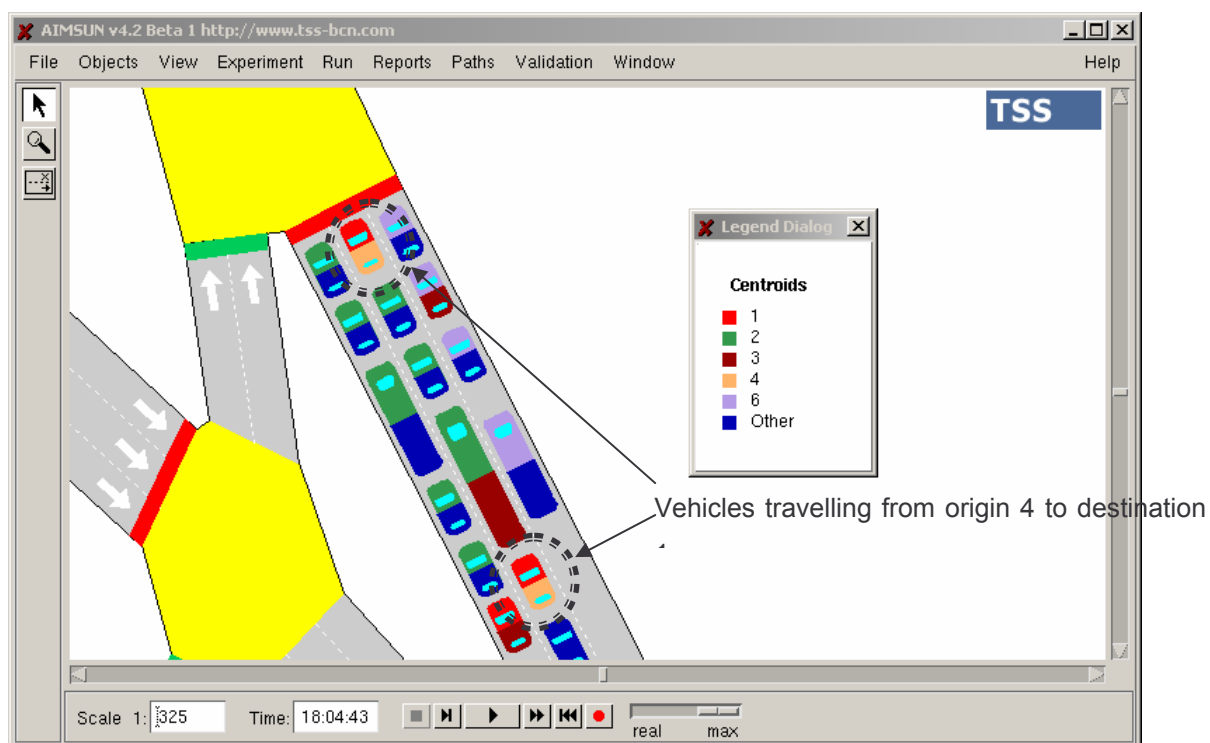 AIMSUN v4.2 Beta 1 http://www.tss-bcn.com
File Objects View Experiment Run Reports Paths Validation Window Help
TSS
Legend Dialog
Centroids
1
2
3
4
6
Other
Vehicles travelling from origin 4 to destination
Scale 1: 325 Time: 18:04:43 real max